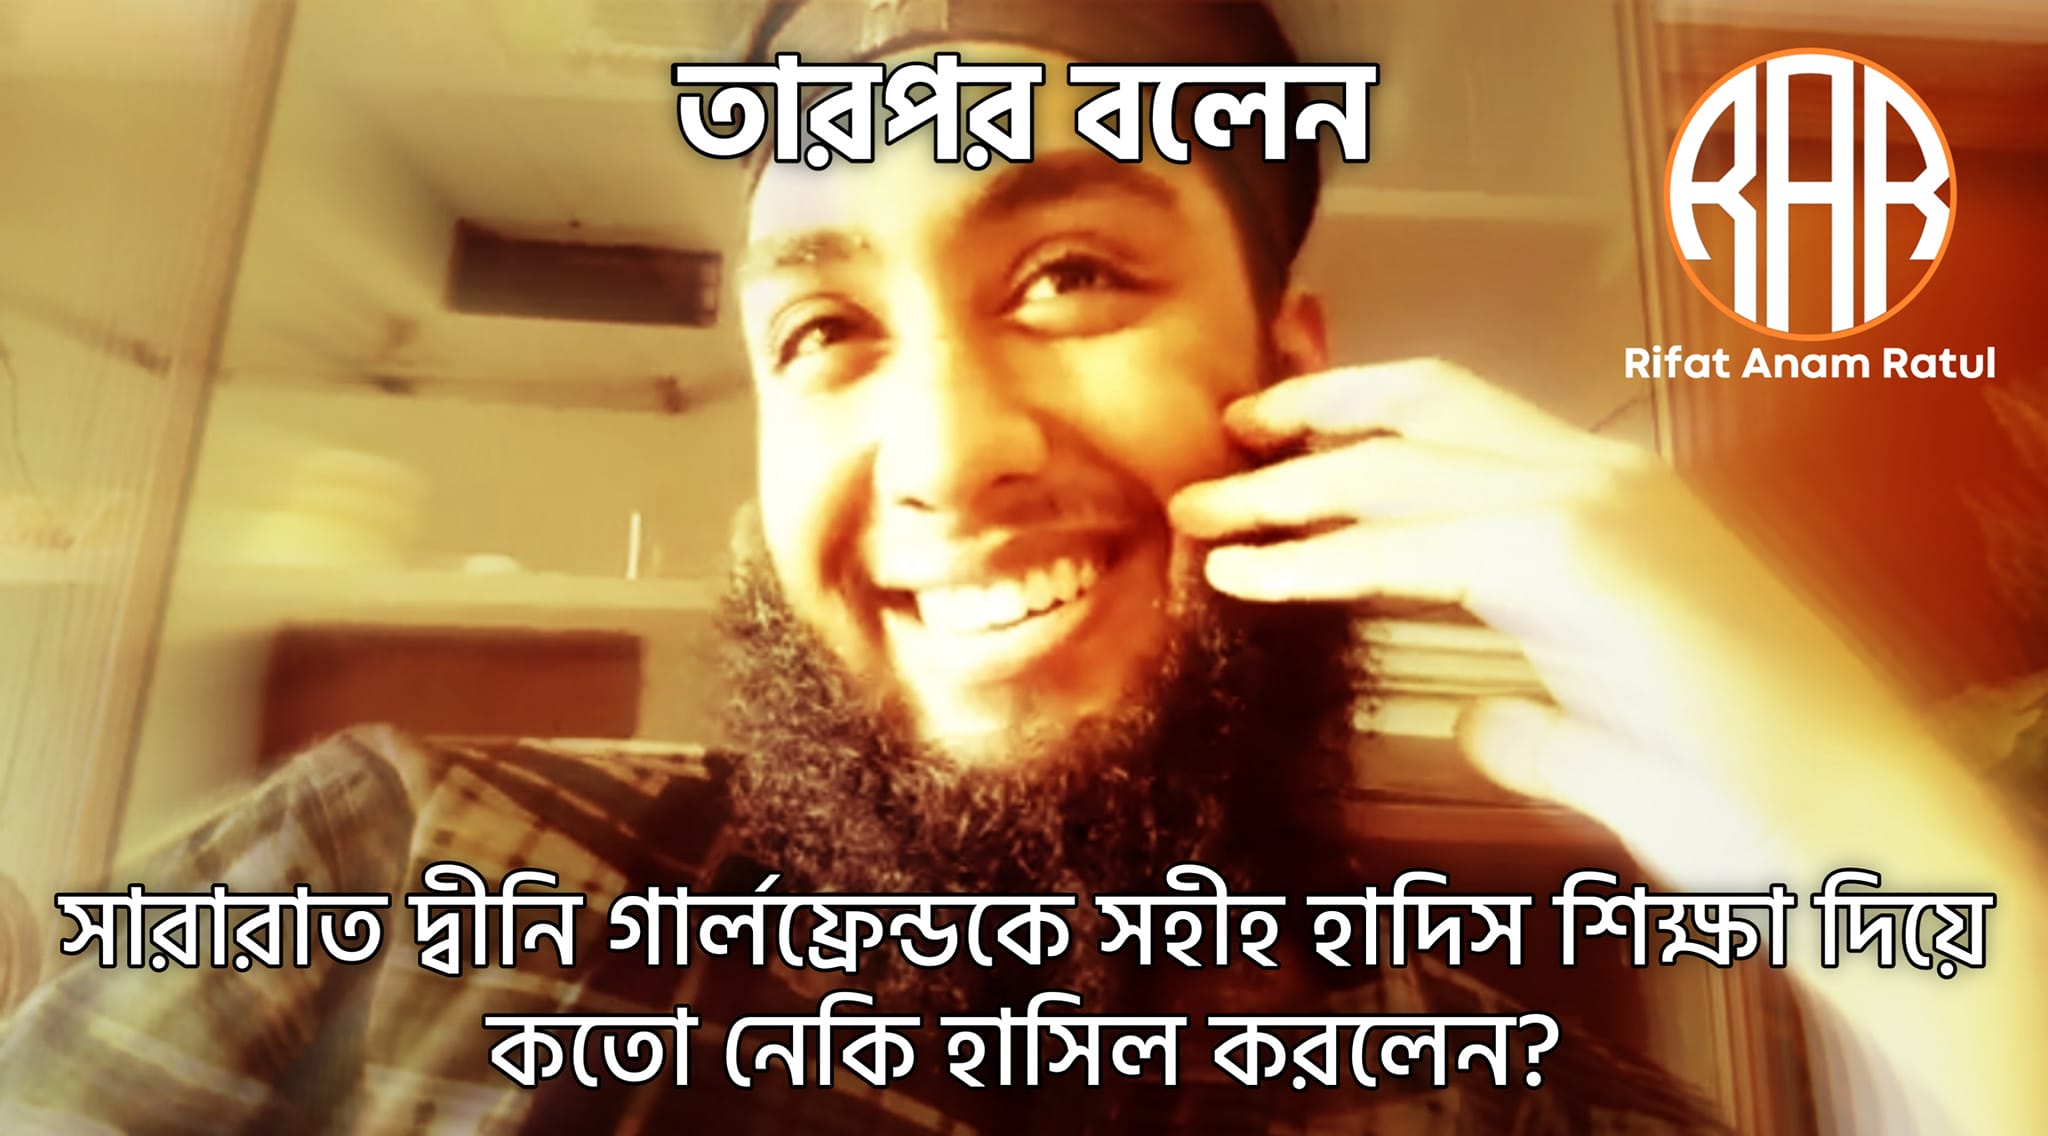 তারপর বলেন
RAR
Rifat Anam Ratul
সারারাত দ্বীনি গার্লফ্রেন্ডকে সহীহ হাদিস শিক্ষা দিয়ে
কতো নেকি হাসিল করলেন?